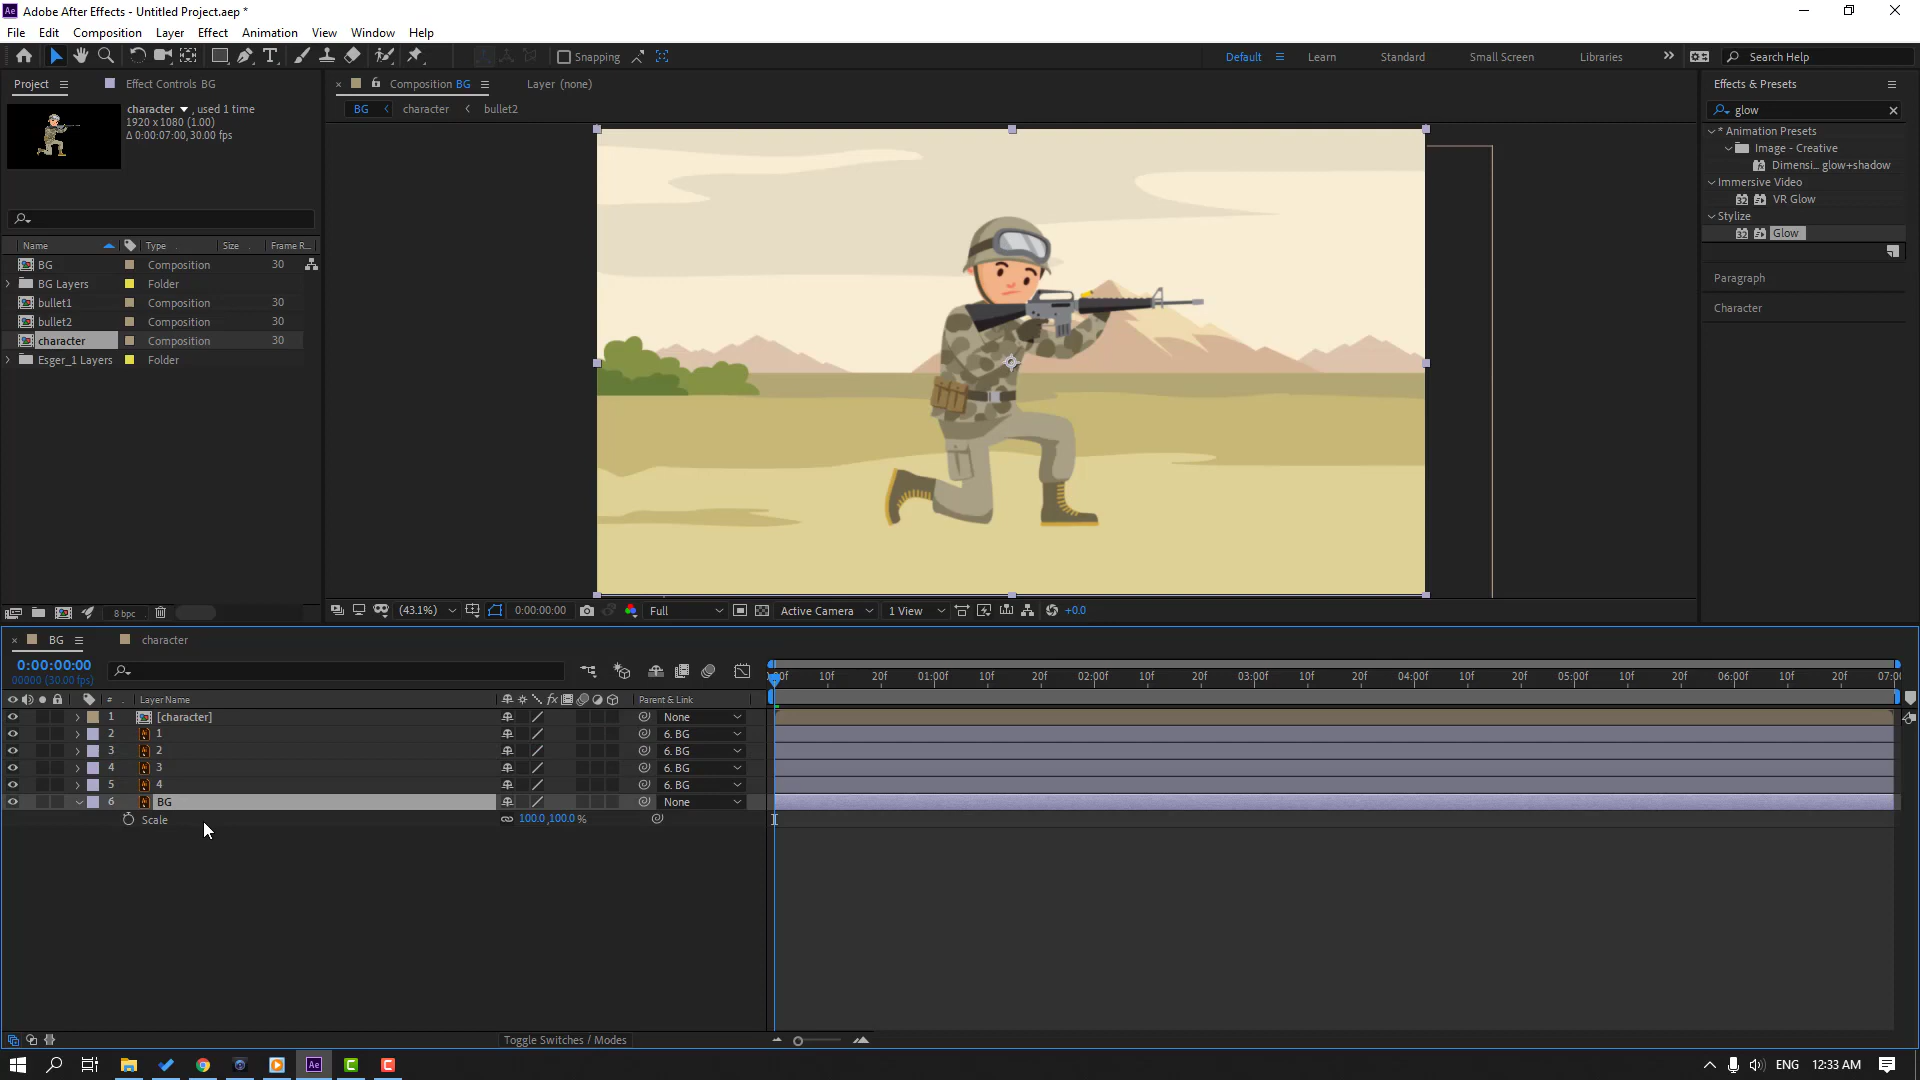 Ae Adobe After Effects - Untitled Project.aep *
File Edit Composition Layer Effect Animation View Window Help
Snapping
Default Learn Standard Small Screen Libraries Search Help
Project Effect Controls BG
character , used 1 time
1920 x 1080 (1.00)
Δ 0:00:07:00, 30.00 fps
Composition BG Layer (none)
BG character bullet2
Effects & Presets
glow
* Animation Presets
Image - Creative
Dimensi... glow+shadow
Immersive Video
32 VR Glow
Stylize
32 Glow
Paragraph
Character
Name Type Size Frame R...
BG Composition 30
BG Layers Folder
bullet1 Composition 30
bullet2 Composition 30
character Composition 30
Esger_1 Layers Folder
8 bpc
(43.1%) 0:00:00:00 Full Active Camera 1 View +0.0
BG character
0:00:00:00
00000 (30.00 fps)
:00f 10f 20f 01:00f 10f 20f 02:00f 10f 20f 03:00f 10f 20f 04:00f 10f 20f 05:00f 10f 20f 06:00f 10f 20f 07:00
# Layer Name fx Parent & Link
1 [character] None
2 1 6. BG
3 2 6. BG
4 3 6. BG
5 4 6. BG
6 BG None
Scale 100.0,100.0 %
Toggle Switches / Modes
Ae ENG 12:33 AM